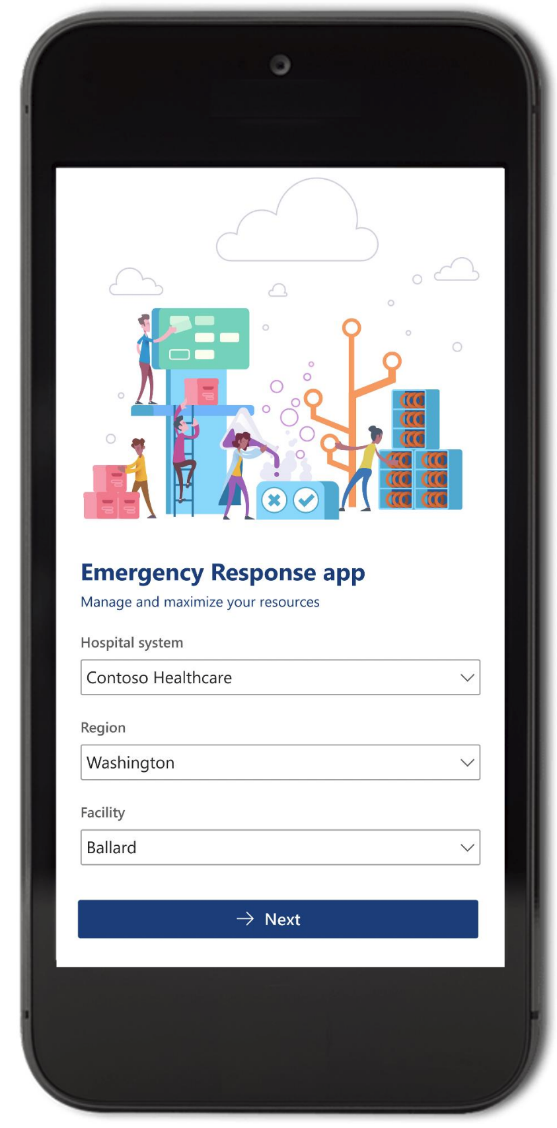 Emergency Response app
Manage and maximize your resources
Hospital system
Contoso Healthcare
Region
Washington
Facility
Ballard
Next